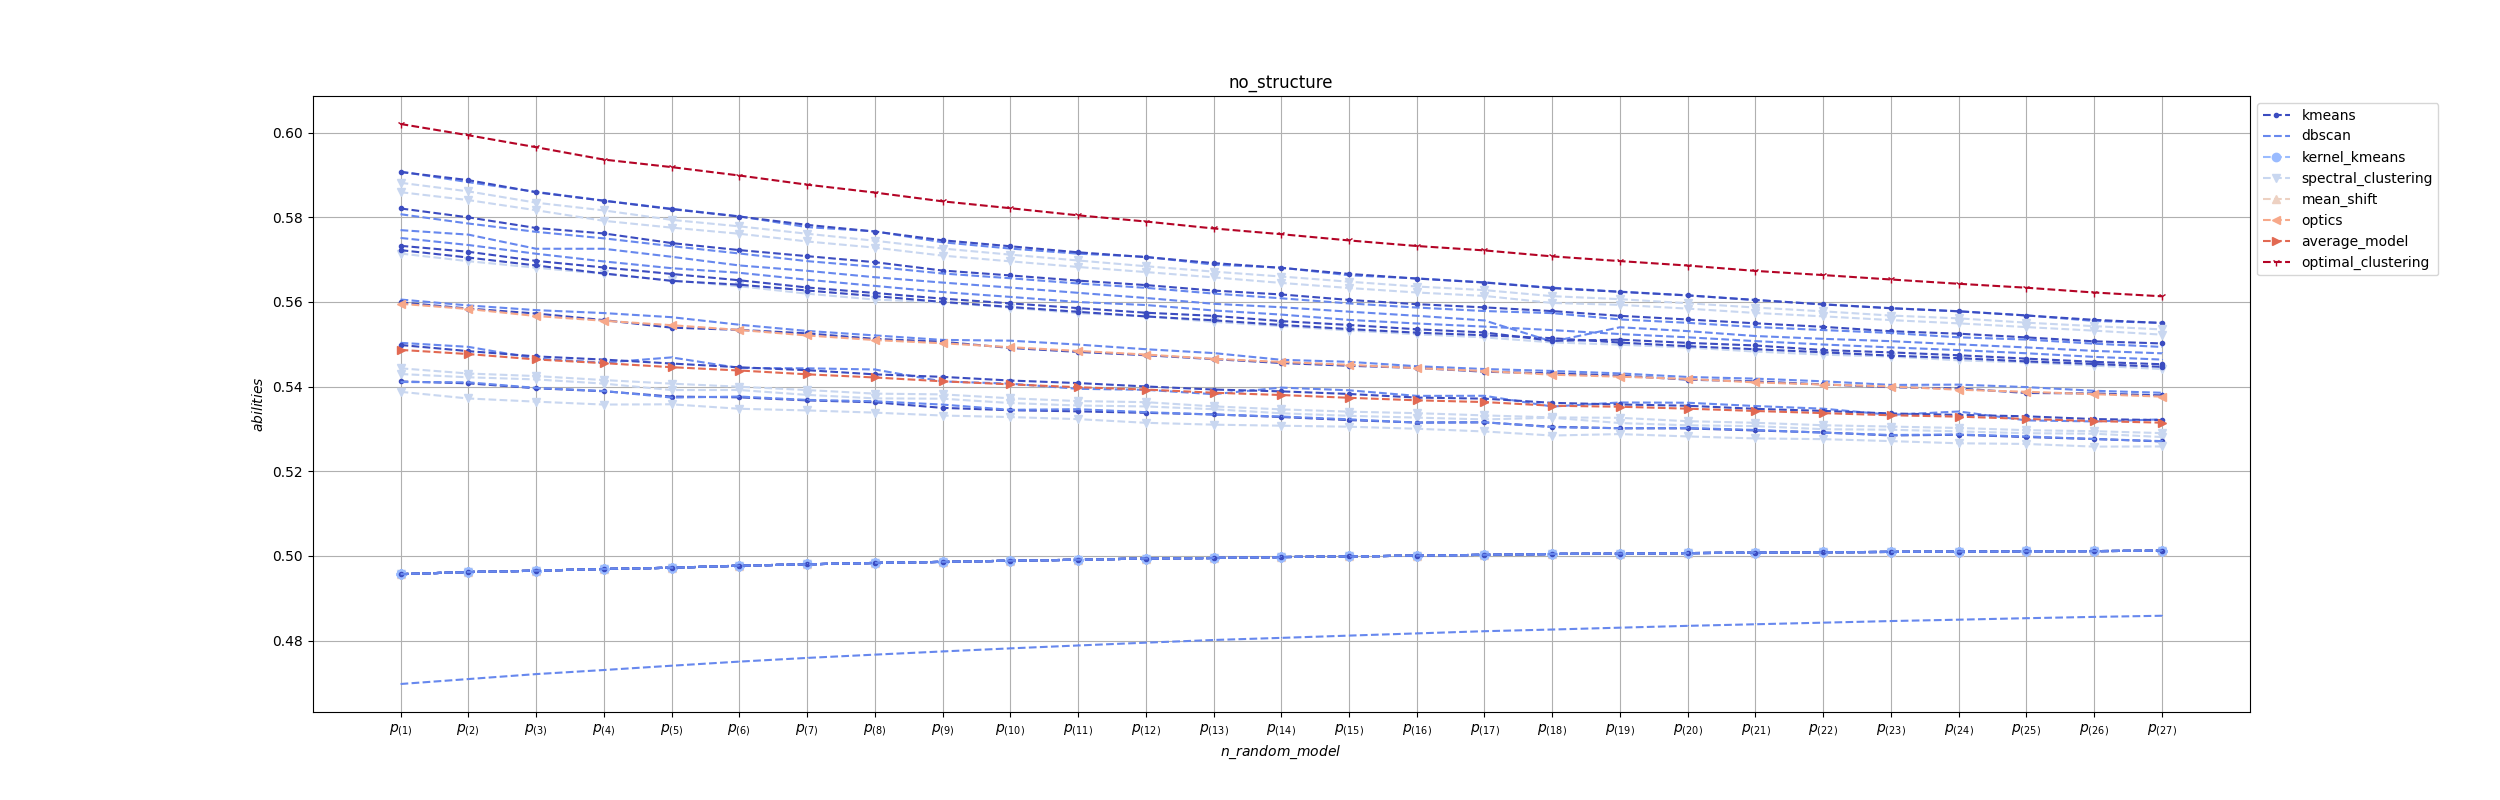 no_structure
0.60
0.58
0.56
0.54
0.52
0.50
0.48
abbilities
p(1) p(2) p(3) p(4) p(5) p(6) p(7) p(8) p(9) p(10) p(11) p(12) p(13) p(14) p(15) p(16) p(17) p(18) p(19) p(20) p(21) p(22) p(23) p(24) p(25) p(26) p(27)
n_random_model
kmeans
dbscan
kernel_kmeans
spectral_clustering
mean_shift
optics
average_model
optimal_clustering